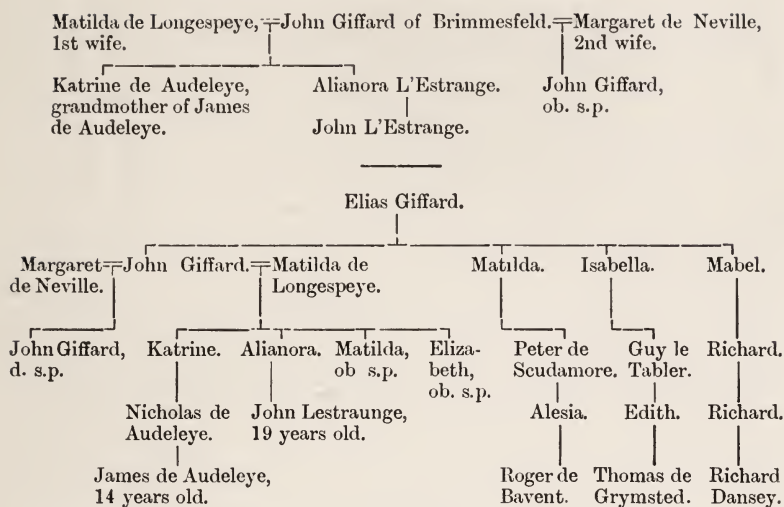 Matilda de Longespeye, John Giffard of Brimmesfeld. Margaret de Neville,
1st wife. 2nd wife.
Katrine de Audeleye, Alianora L'Estrange. John Giffard,
grandmother of James ob. s.p.
de Audeleye. John L'Estrange.
Elias Giffard.
Margaret John Giffard. Matilda de Matilda. Isabella. Mabel.
de Neville. Longespeye.
John Giffard, Katrine. Alianora. Matilda, Eliza- Peter de Guy le Richard.
d. s.p. ob s.p. beth, Scudamore. Tabler.
ob. s.p.
Nicholas de John Lestraunge, Alesia. Edith. Richard.
Audeleye. 19 years old.
James de Audeleye, Roger de Thomas de Richard
14 years old. Bavent. Grymsted. Dansey.